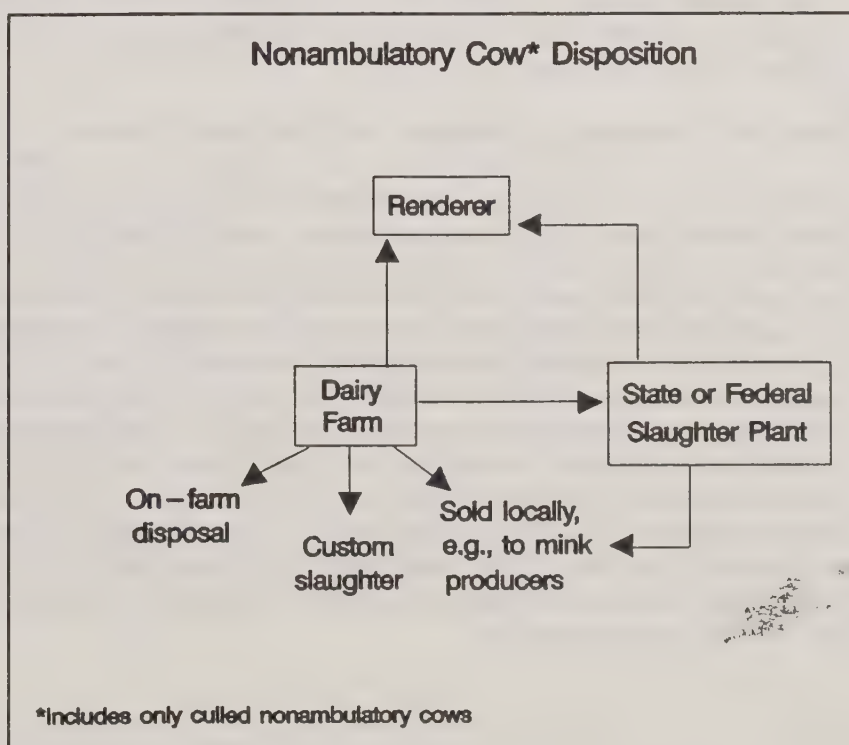 Nonambulatory Cow* Disposition
Renderer
Dairy
Farm
State or Federal
Slaughter Plant
On-farm
disposal
Custom
slaughter
Sold locally,
e.g., to mink
producers
*Includes only culled nonambulatory cows